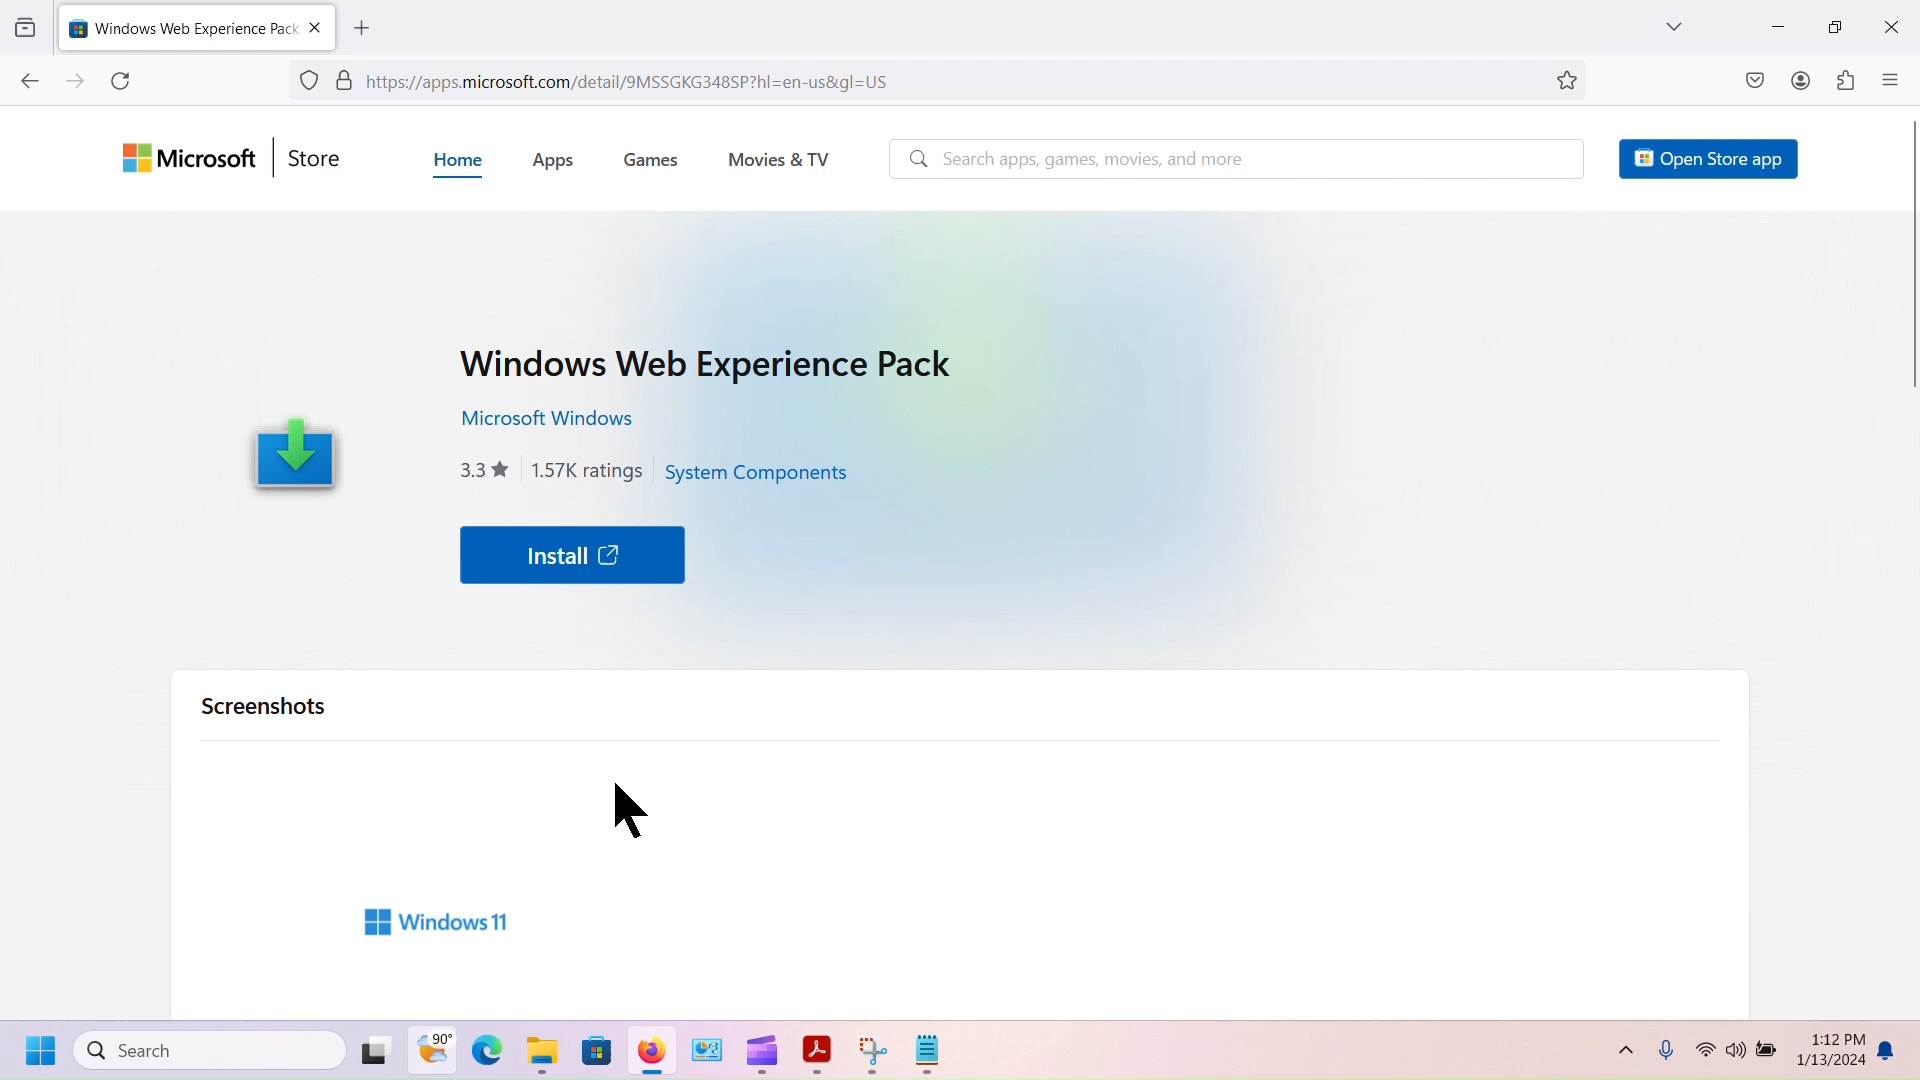 Windows Web Experience Pack
https://apps.microsoft.com/detail/9MSSGKG348SP?hl=en-us&gl=US
Microsoft Store Home Apps Games Movies & TV Search apps, games, movies, and more Open Store app
Windows Web Experience Pack
Microsoft Windows
3.3 ★ 1.57K ratings System Components
Install
Screenshots
Windows 11
90°
Search
1:12 PM
1/13/2024